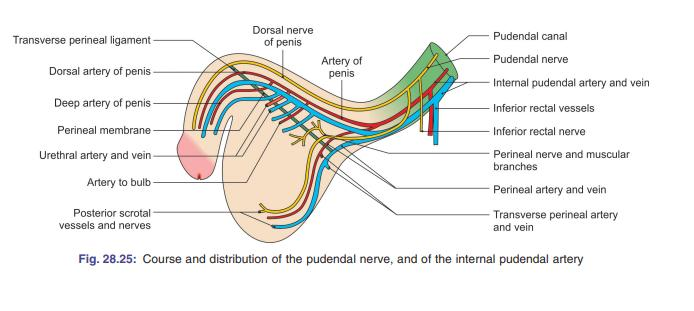 Dorsal nerve
of penis
Transverse perineal ligament
Artery of
penis
Dorsal artery of penis
Deep artery of penis
Perineal membrane
Urethral artery and vein
Artery to bulb
Posterior scrotal
vessels and nerves
Pudendal canal
Pudendal nerve
Internal pudendal artery and vein
Inferior rectal vessels
Inferior rectal nerve
Perineal nerve and muscular
branches
Perineal artery and vein
Transverse perineal artery
and vein
Fig. 28.25: Course and distribution of the pudendal nerve, and of the internal pudendal artery